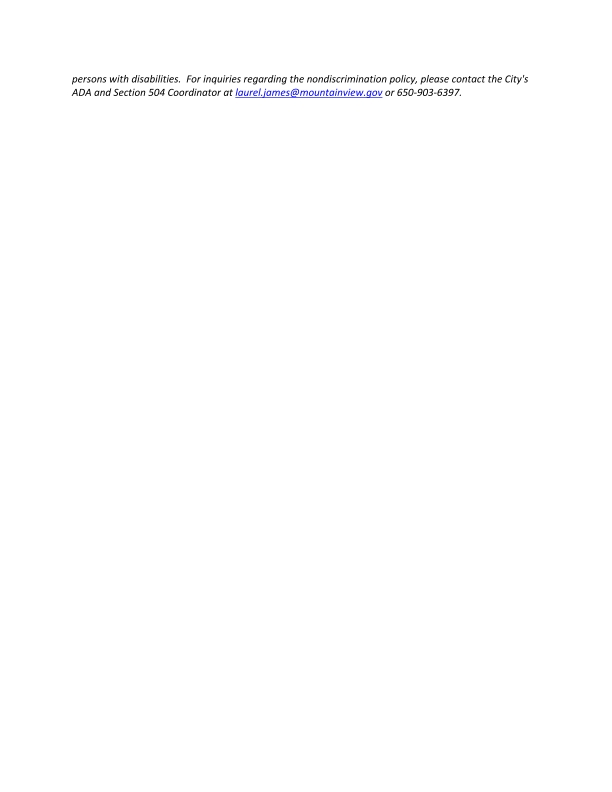 persons with disabilities.  For inquiries regarding the nondiscrimination policy, please contact the City's
ADA and Section 504 Coordinator at laurel.james@mountainview.gov or 650-903-6397.